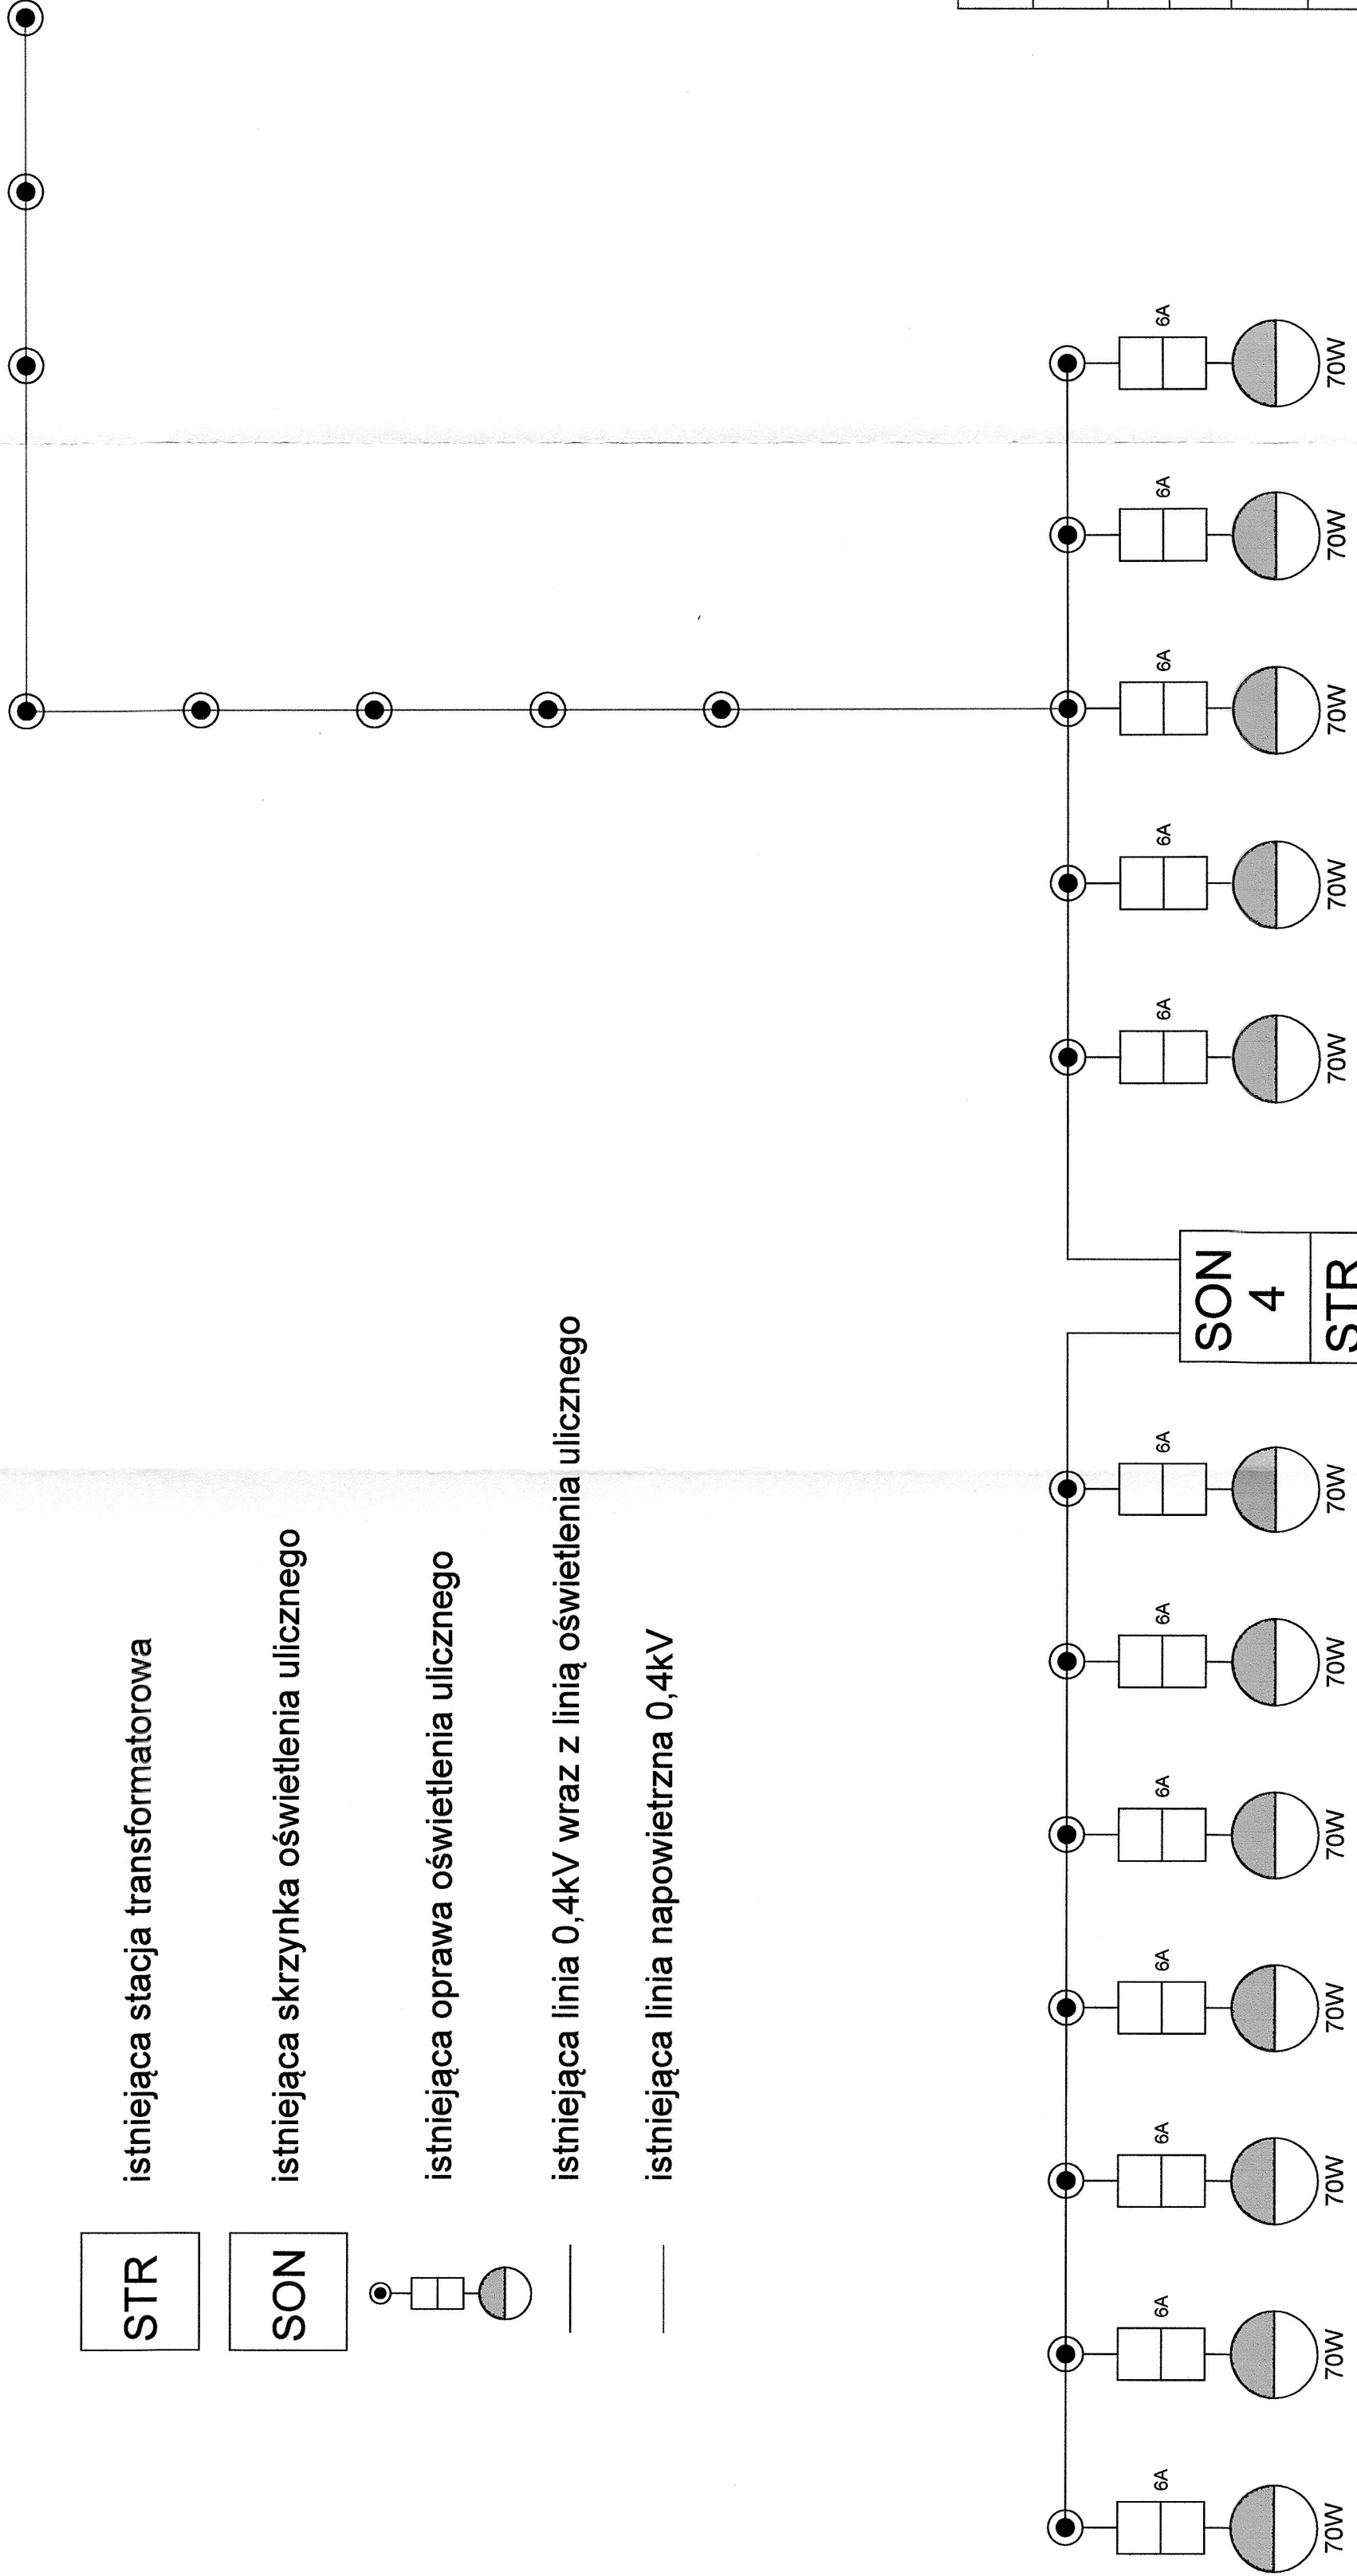 STR istniejąca stacja transformatorowa
SON istniejąca skrzynka oświetlenia ulicznego
istniejąca oprawa oświetlenia ulicznego
istniejąca linia 0,4kV wraz z linią oświetlenia ulicznego
istniejąca linia napowietrzna 0,4kV
6A 6A 6A 6A 6A 6A 6A 6A 6A 6A 6A 6A
SON
4
70W 70W 70W 70W 70W 70W 70W STR 70W 70W 70W 70W 70W